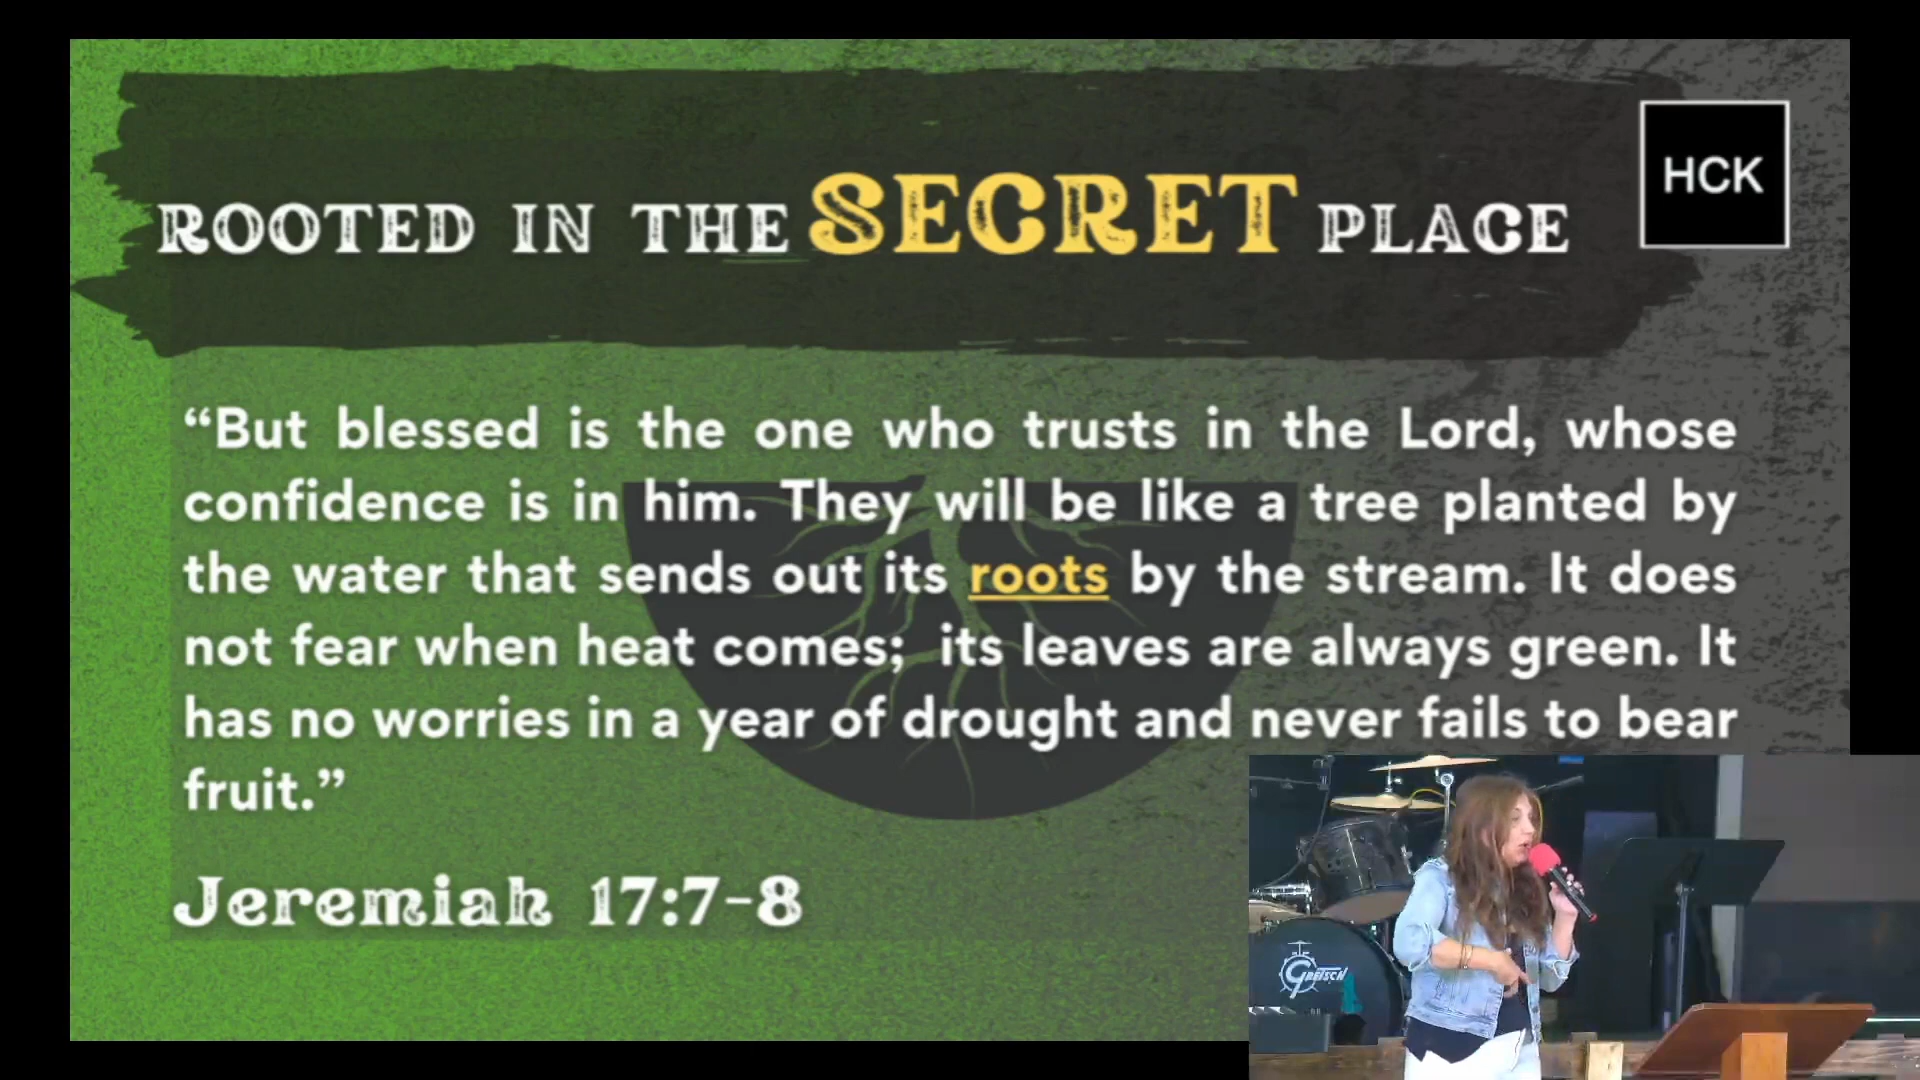 ROOTED IN THE SECRET PLACE
HCK
“But blessed is the one who trusts in the Lord, whose
confidence is in him. They will be like a tree planted by
the water that sends out its roots by the stream. It does
not fear when heat comes; its leaves are always green. It
has no worries in a year of drought and never fails to bear
fruit.”
Jeremiah 17:7-8
GRETSCH